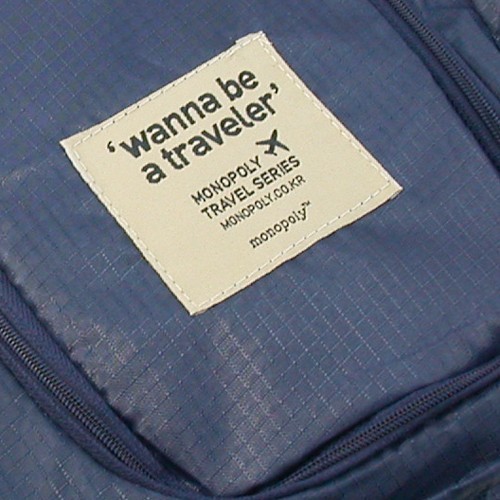 ‘wanna be
a traveler’
MONOPOLY
TRAVEL SERIES
MONOPOLY.CO.KR
monopoly™